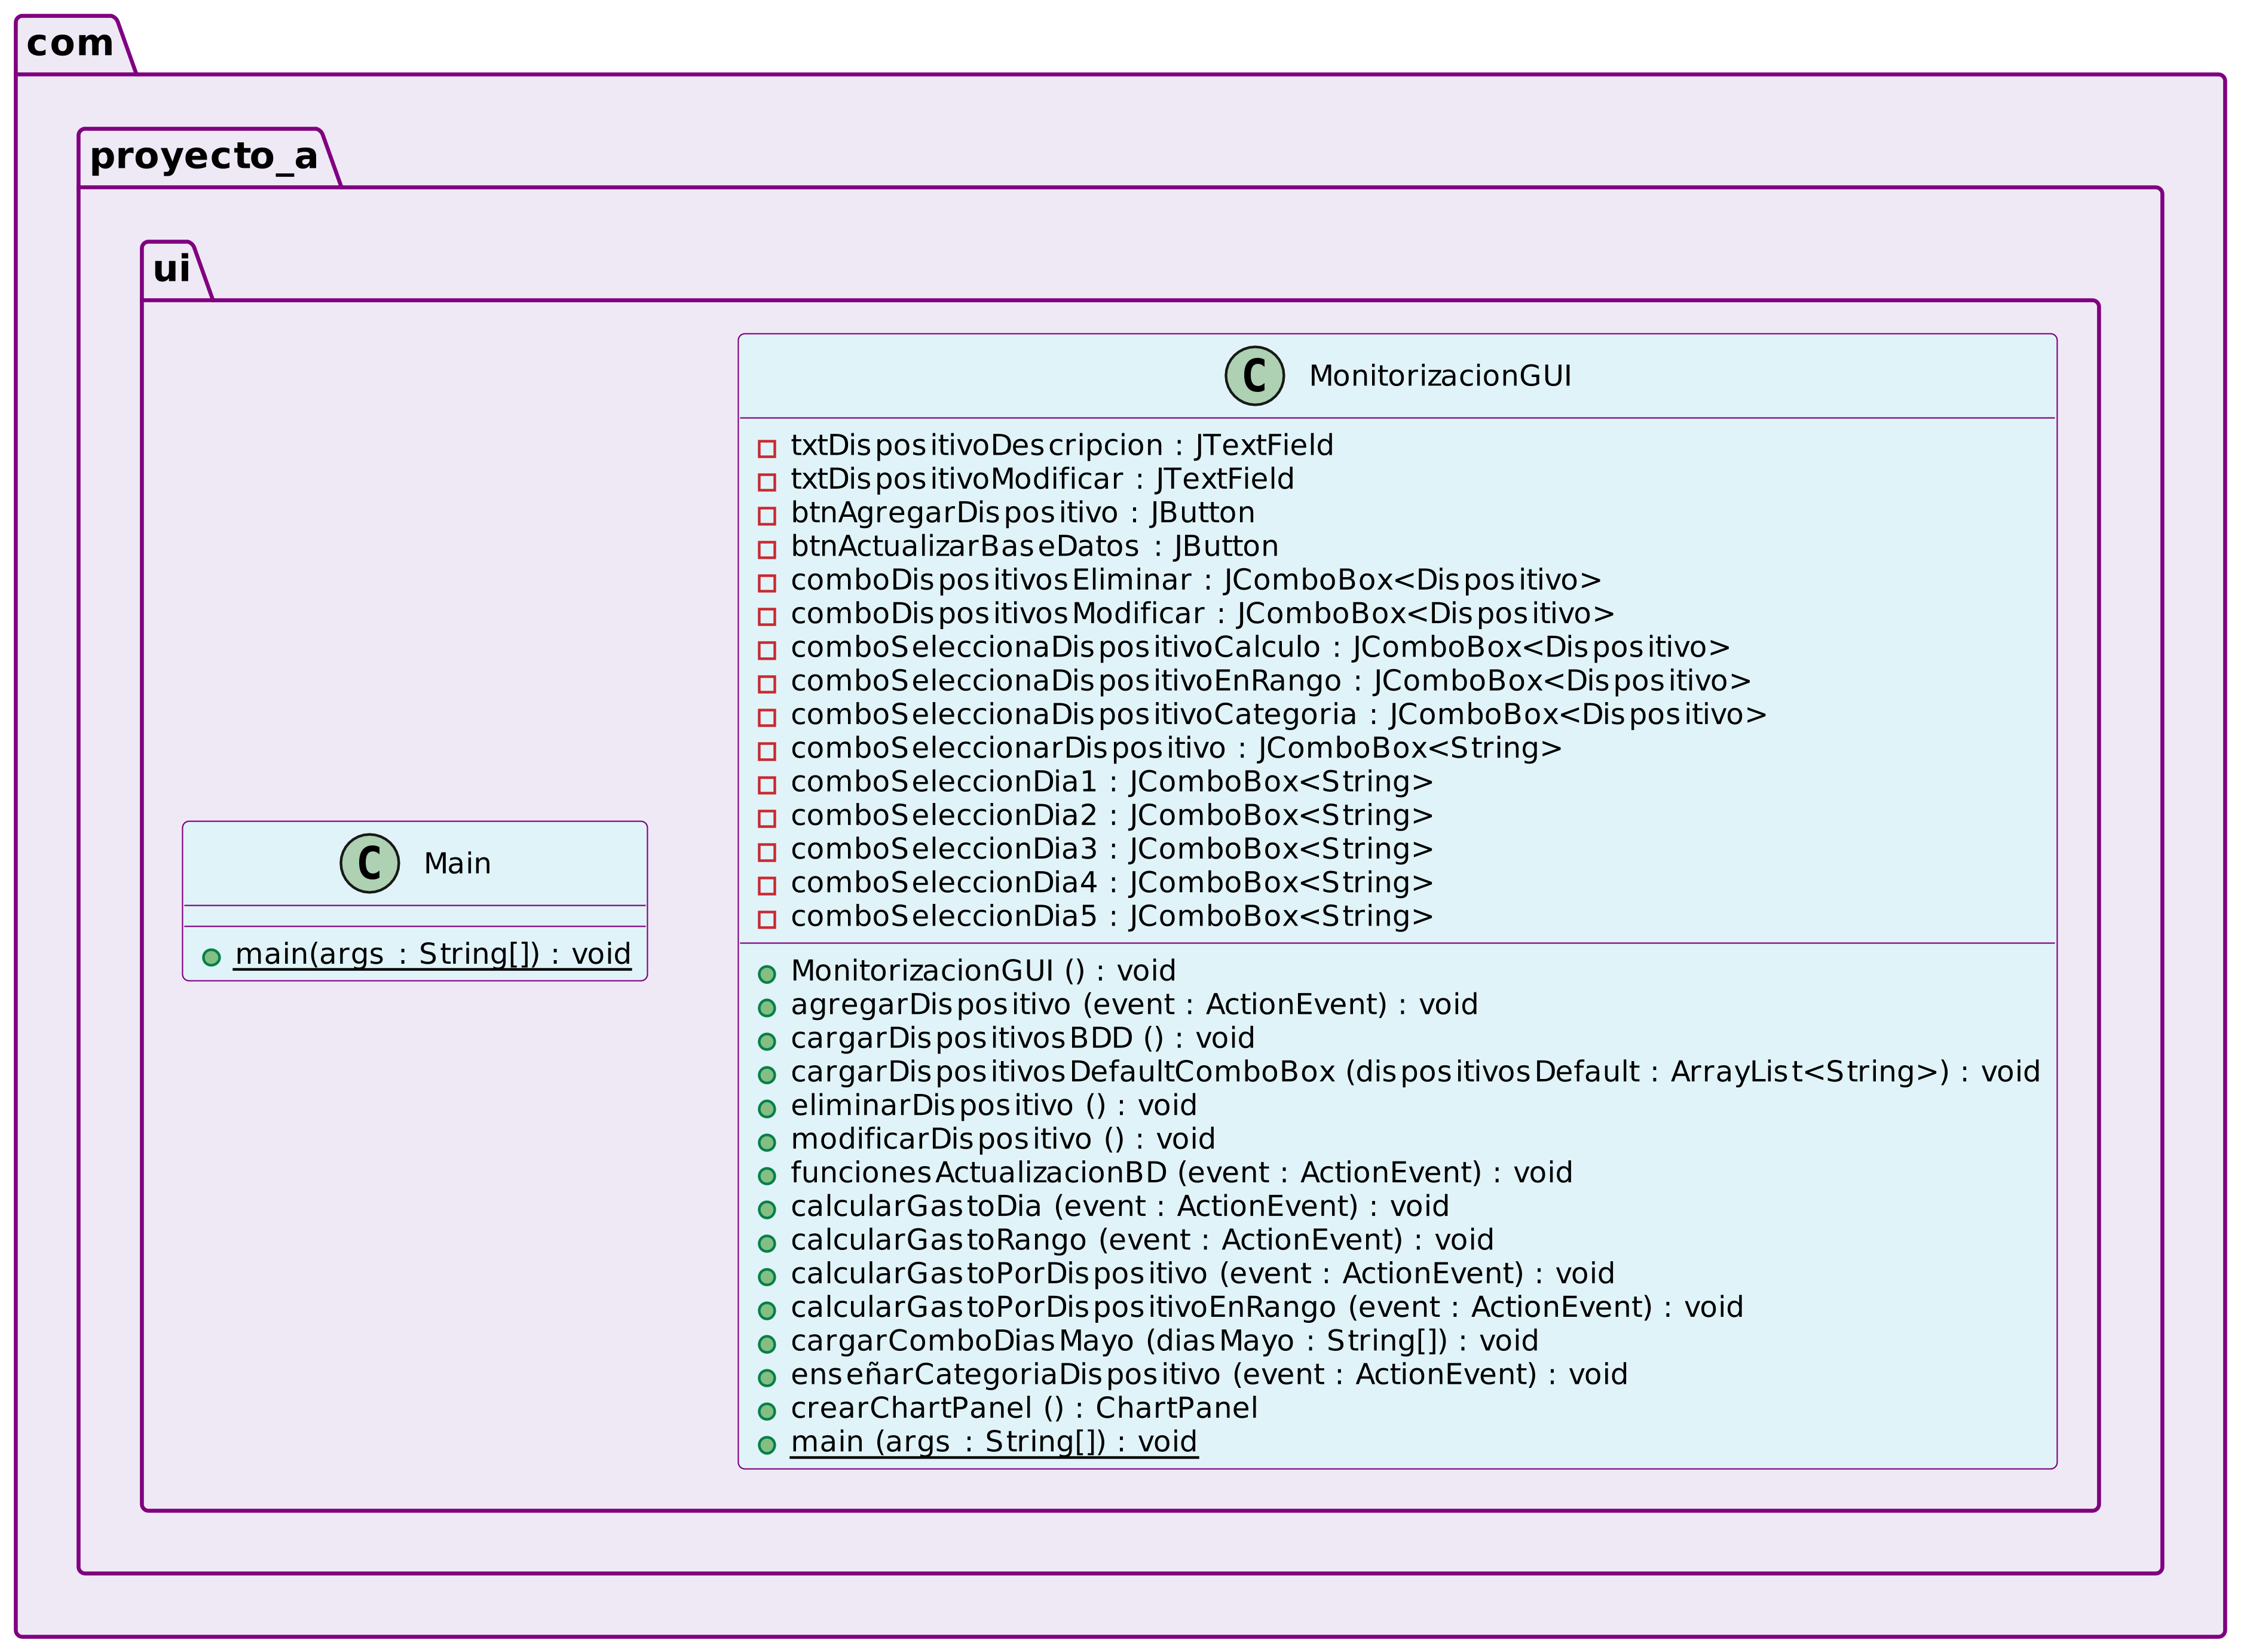 com
proyecto_a
ui
C Main
main(args : String[]) : void
C MonitorizacionGUI
txtDispositivoDescripcion : JTextField
txtDispositivoModificar : JTextField
btnAgregarDispositivo : JButton
btnActualizarBaseDatos : JButton
comboDispositivosEliminar : JComboBox<Dispositivo>
comboDispositivosModificar : JComboBox<Dispositivo>
comboSeleccionaDispositivoCalculo : JComboBox<Dispositivo>
comboSeleccionaDispositivoEnRango : JComboBox<Dispositivo>
comboSeleccionaDispositivoCategoria : JComboBox<Dispositivo>
comboSeleccionarDispositivo : JComboBox<String>
comboSeleccionDia1 : JComboBox<String>
comboSeleccionDia2 : JComboBox<String>
comboSeleccionDia3 : JComboBox<String>
comboSeleccionDia4 : JComboBox<String>
comboSeleccionDia5 : JComboBox<String>
MonitorizacionGUI () : void
agregarDispositivo (event : ActionEvent) : void
cargarDispositivosBDD () : void
cargarDispositivosDefaultComboBox (dispositivosDefault : ArrayList<String>) : void
eliminarDispositivo () : void
modificarDispositivo () : void
funcionesActualizacionBD (event : ActionEvent) : void
calcularGastoDia (event : ActionEvent) : void
calcularGastoRango (event : ActionEvent) : void
calcularGastoPorDispositivo (event : ActionEvent) : void
calcularGastoPorDispositivoEnRango (event : ActionEvent) : void
cargarComboDiasMayo (diasMayo : String[]) : void
enseñarCategoriaDispositivo (event : ActionEvent) : void
crearChartPanel () : ChartPanel
main (args : String[]) : void